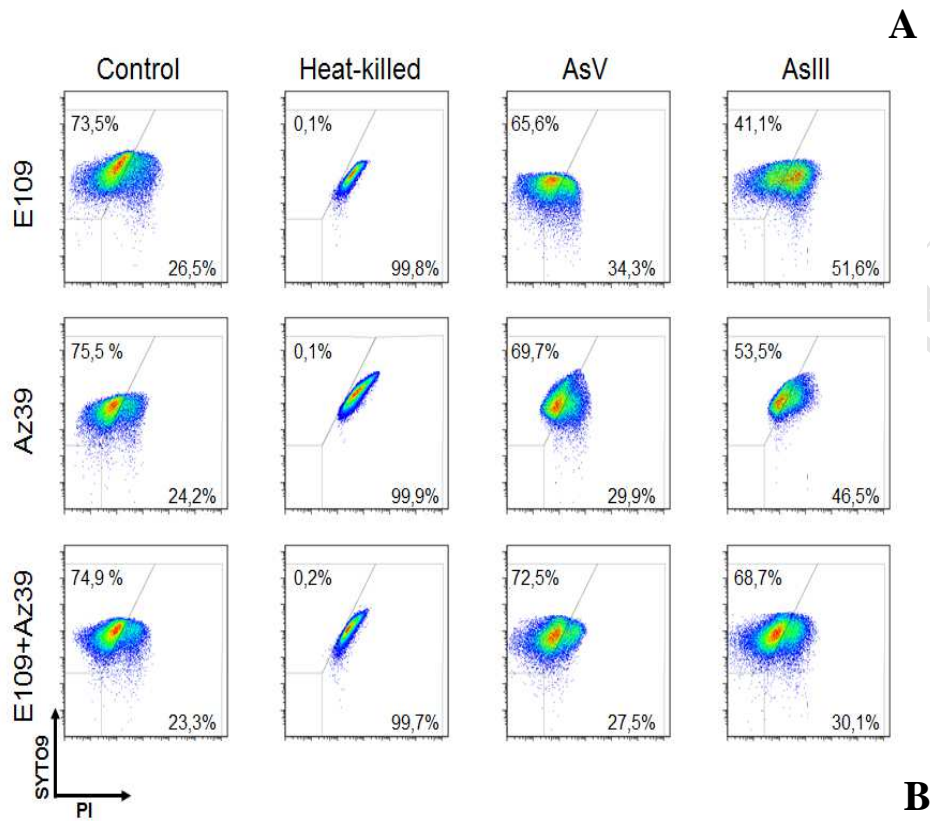 A
Control Heat-killed AsV AsIII
E109
73,5% 0,1% 65,6% 41,1%
26,5% 99,8% 34,3% 51,6%
Az39
75,5 % 0,1% 69,7% 53,5%
24,2% 99,9% 29,9% 46,5%
E109+Az39
74,9 % 0,2% 72,5% 68,7%
23,3% 99,7% 27,5% 30,1%
SYTO9
PI
B